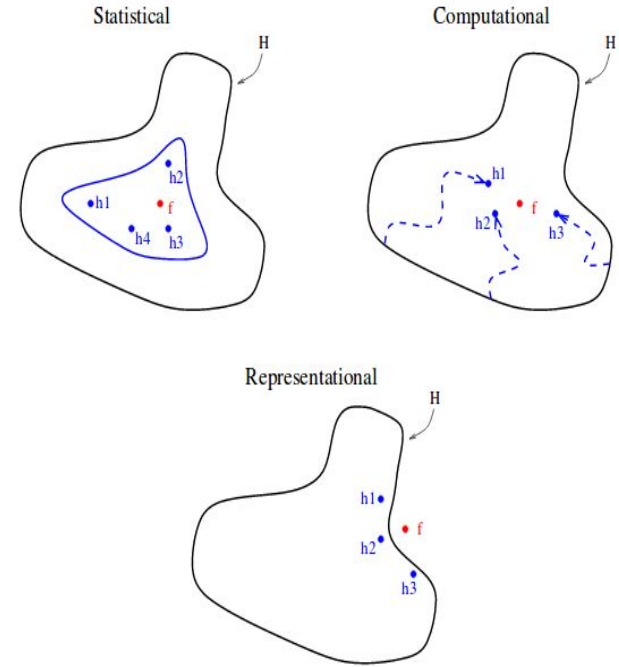 Statistical
H
h1
h2
f
h4
h3
Computational
H
h1
f
h2
h3
Representational
H
h1
f
h2
h3